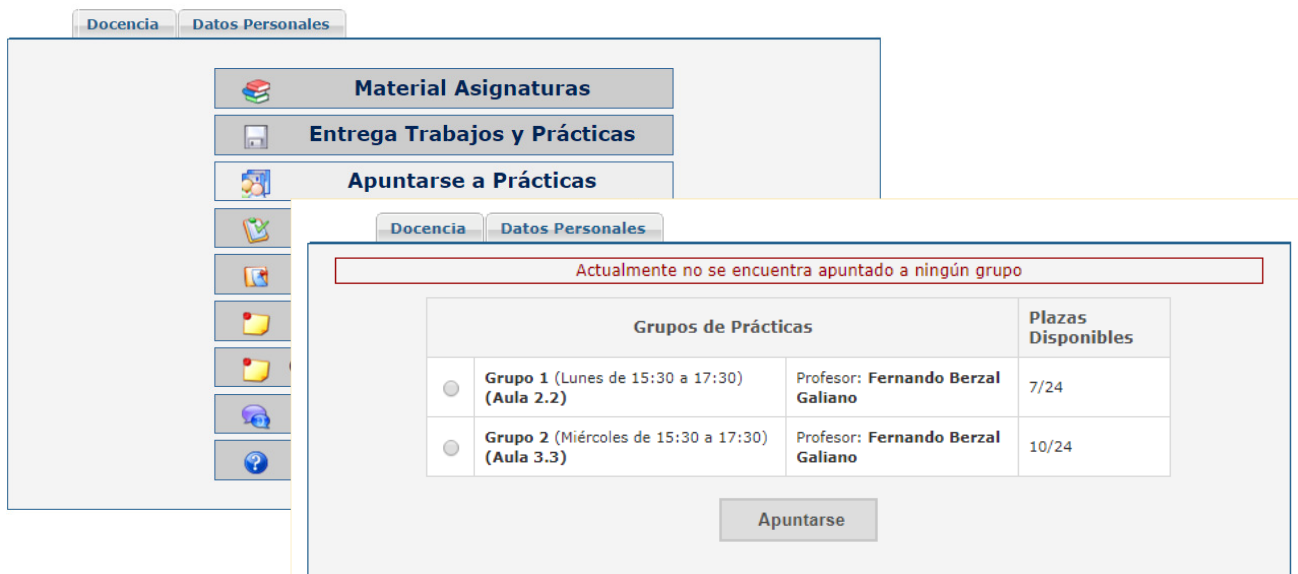 Docencia Datos Personales
Material Asignaturas
Entrega Trabajos y Prácticas
Apuntarse a Prácticas
Docencia Datos Personales
Actualmente no se encuentra apuntado a ningún grupo
Grupos de Prácticas
Plazas
Disponibles
Grupo 1 (Lunes de 15:30 a 17:30)
(Aula 2.2)
Profesor: Fernando Berzal
Galiano
7/24
Grupo 2 (Miércoles de 15:30 a 17:30)
(Aula 3.3)
Profesor: Fernando Berzal
Galiano
10/24
Apuntarse